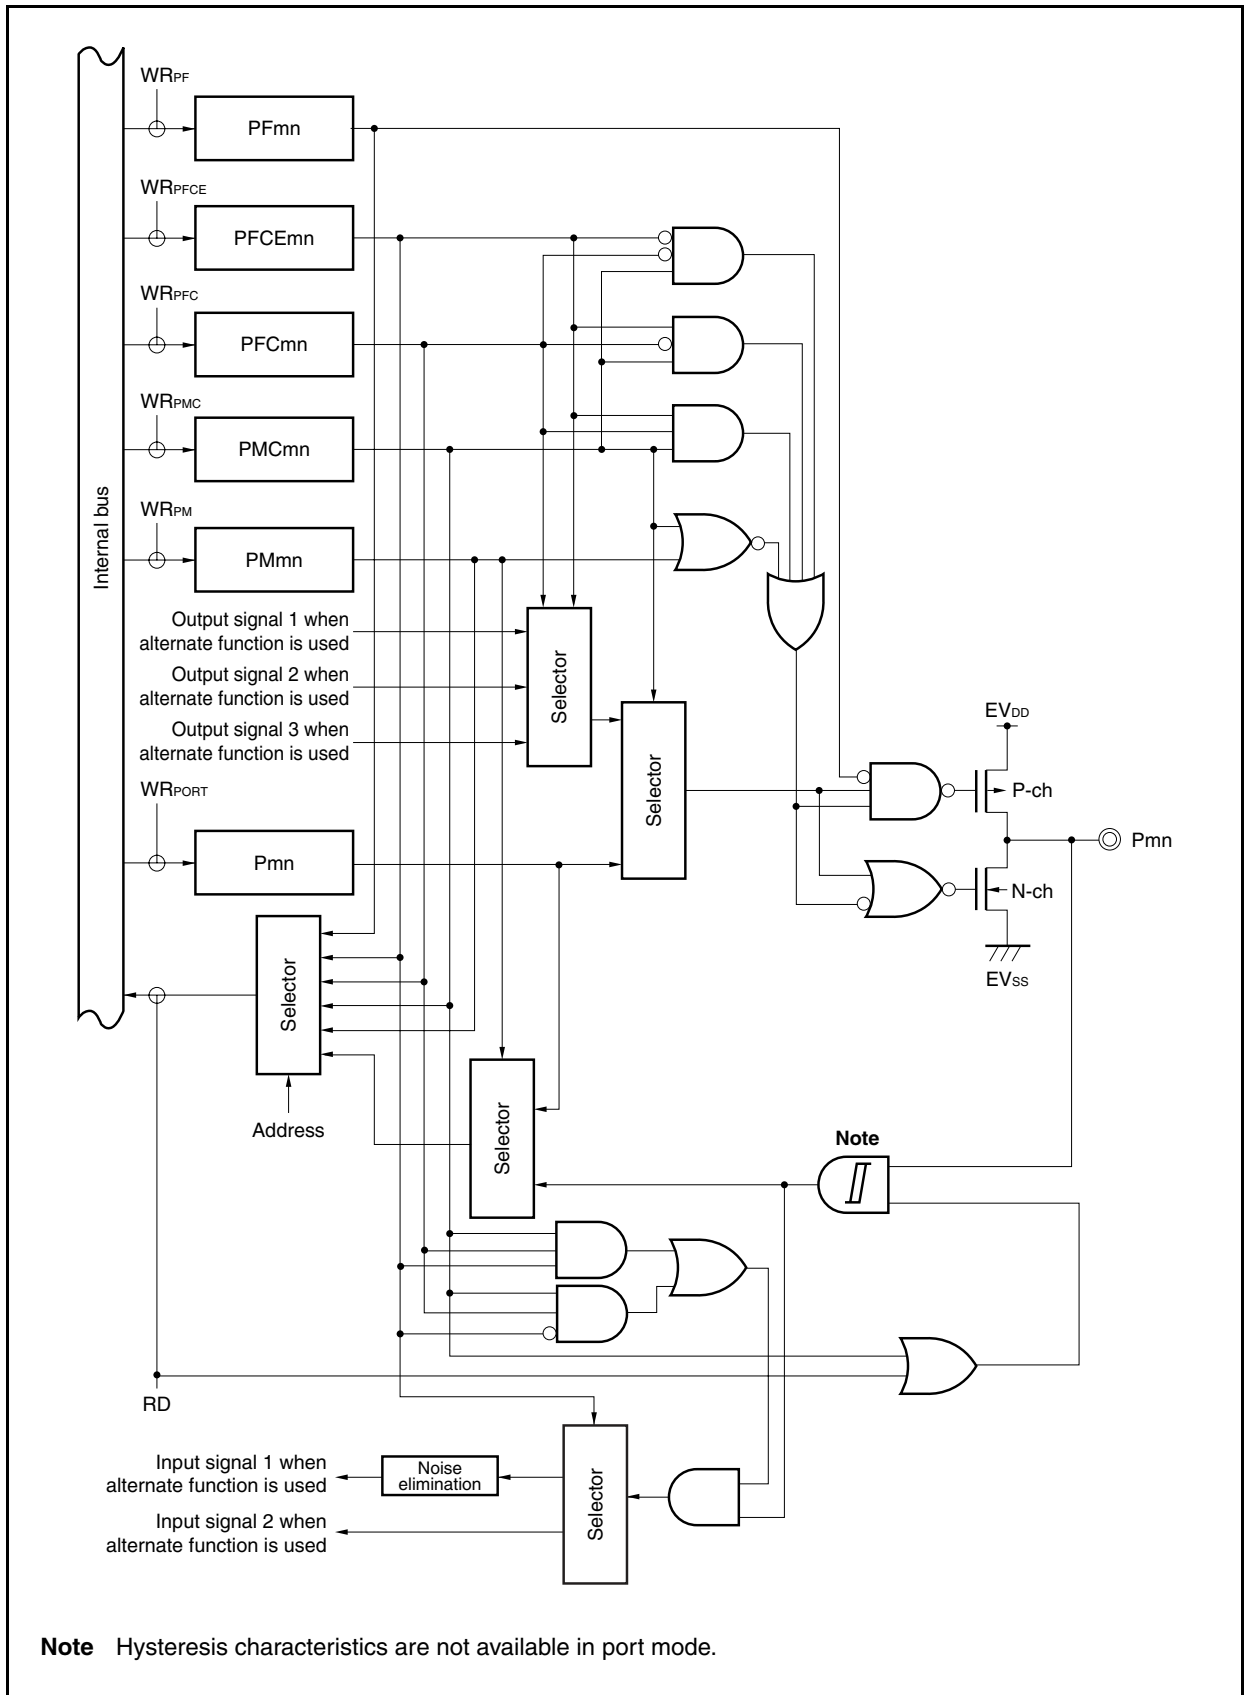 WRPF
PFmn
WRPFCE
PFCEmn
WRPFC
PFCmn
WRPMC
PMCmn
Internal bus
WRPM
PMmn
Output signal 1 when
alternate function is used
Output signal 2 when
alternate function is used
Output signal 3 when
alternate function is used
Selector
Selector
WRPORT
Pmn
EVDD
P-ch
Pmn
N-ch
EVSS
Selector
Address
Selector
Note
RD
Input signal 1 when
alternate function is used
Noise
elimination
Input signal 2 when
alternate function is used
Selector
Note Hysteresis characteristics are not available in port mode.